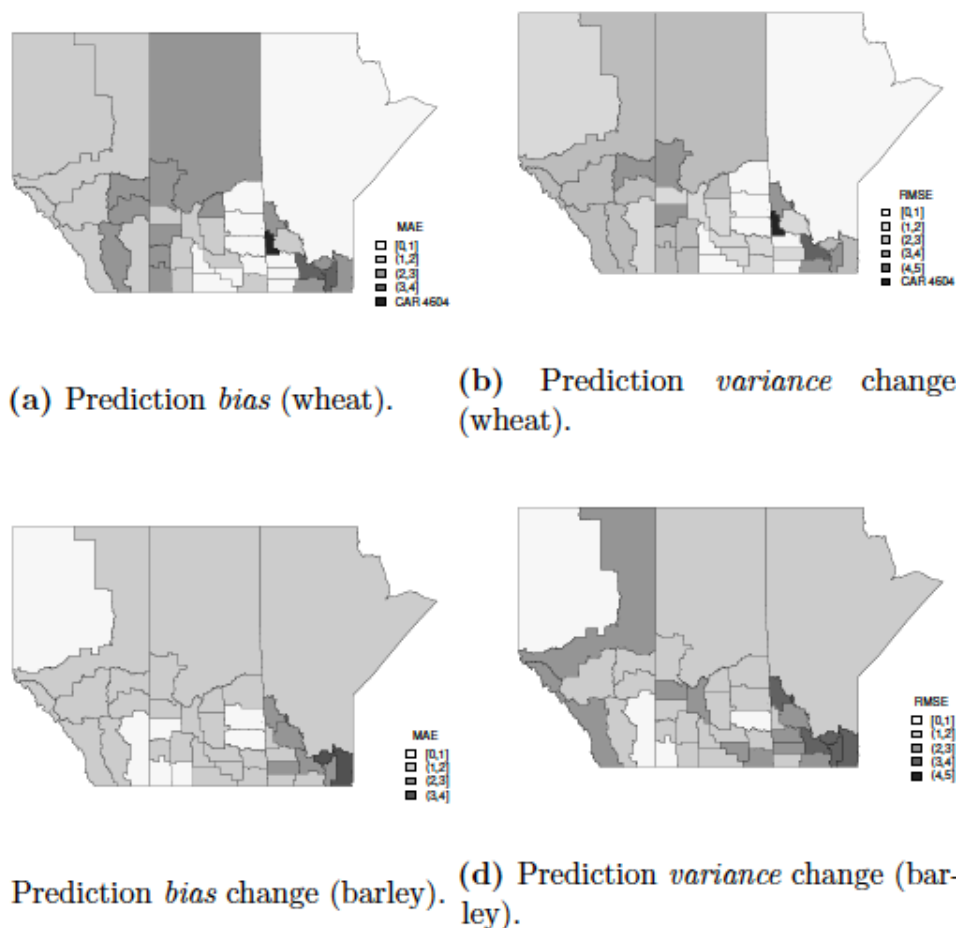 MAE
[0,1]
(1,2]
(2,3]
(3,4]
CAR 4604
RMSE
[0,1]
(1,2]
(2,3]
(3,4]
(4,5]
CAR 4604
(a) Prediction bias (wheat).
(b) Prediction variance change
(wheat).
MAE
[0,1]
(1,2]
(2,3]
(3,4]
RMSE
[0,1]
(1,2]
(2,3]
(3,4]
(4,5]
Prediction bias change (barley).
(d) Prediction variance change (bar-
ley).